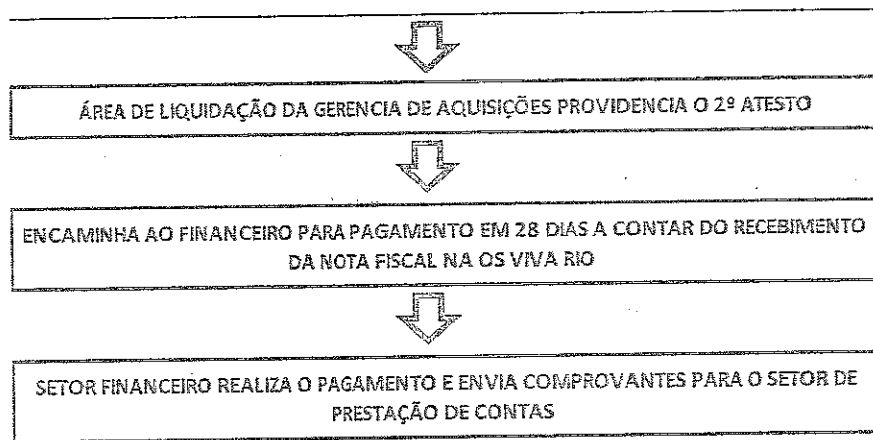 ÁREA DE LIQUIDAÇÃO DA GERENCIA DE AQUISIÇÕES PROVIDENCIA O 2º ATESTO
ENCAMINHA AO FINANCEIRO PARA PAGAMENTO EM 28 DIAS A CONTAR DO RECEBIMENTO
DA NOTA FISCAL NA OS VIVA RIO
SETOR FINANCEIRO REALIZA O PAGAMENTO E ENVIA COMPROVANTES PARA O SETOR DE
PRESTAÇÃO DE CONTAS